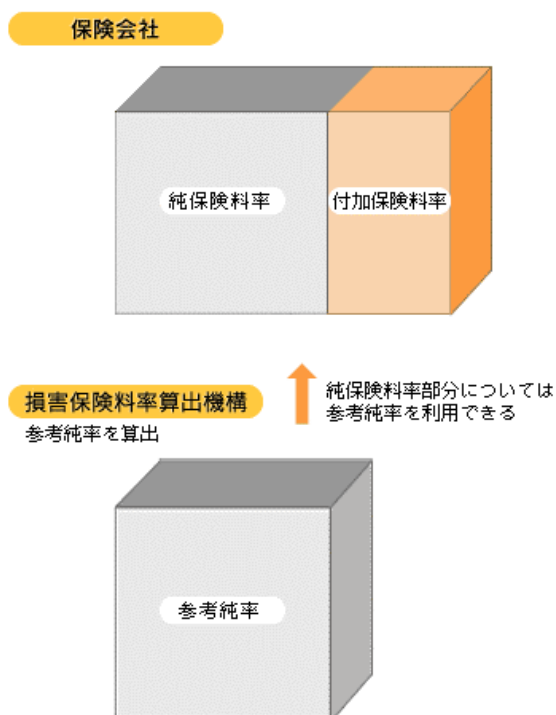 保険会社
純保険料率
付加保険料率
損害保険料率算出機構
参考純率を算出
純保険料率部分については
参考純率を利用できる
参考純率